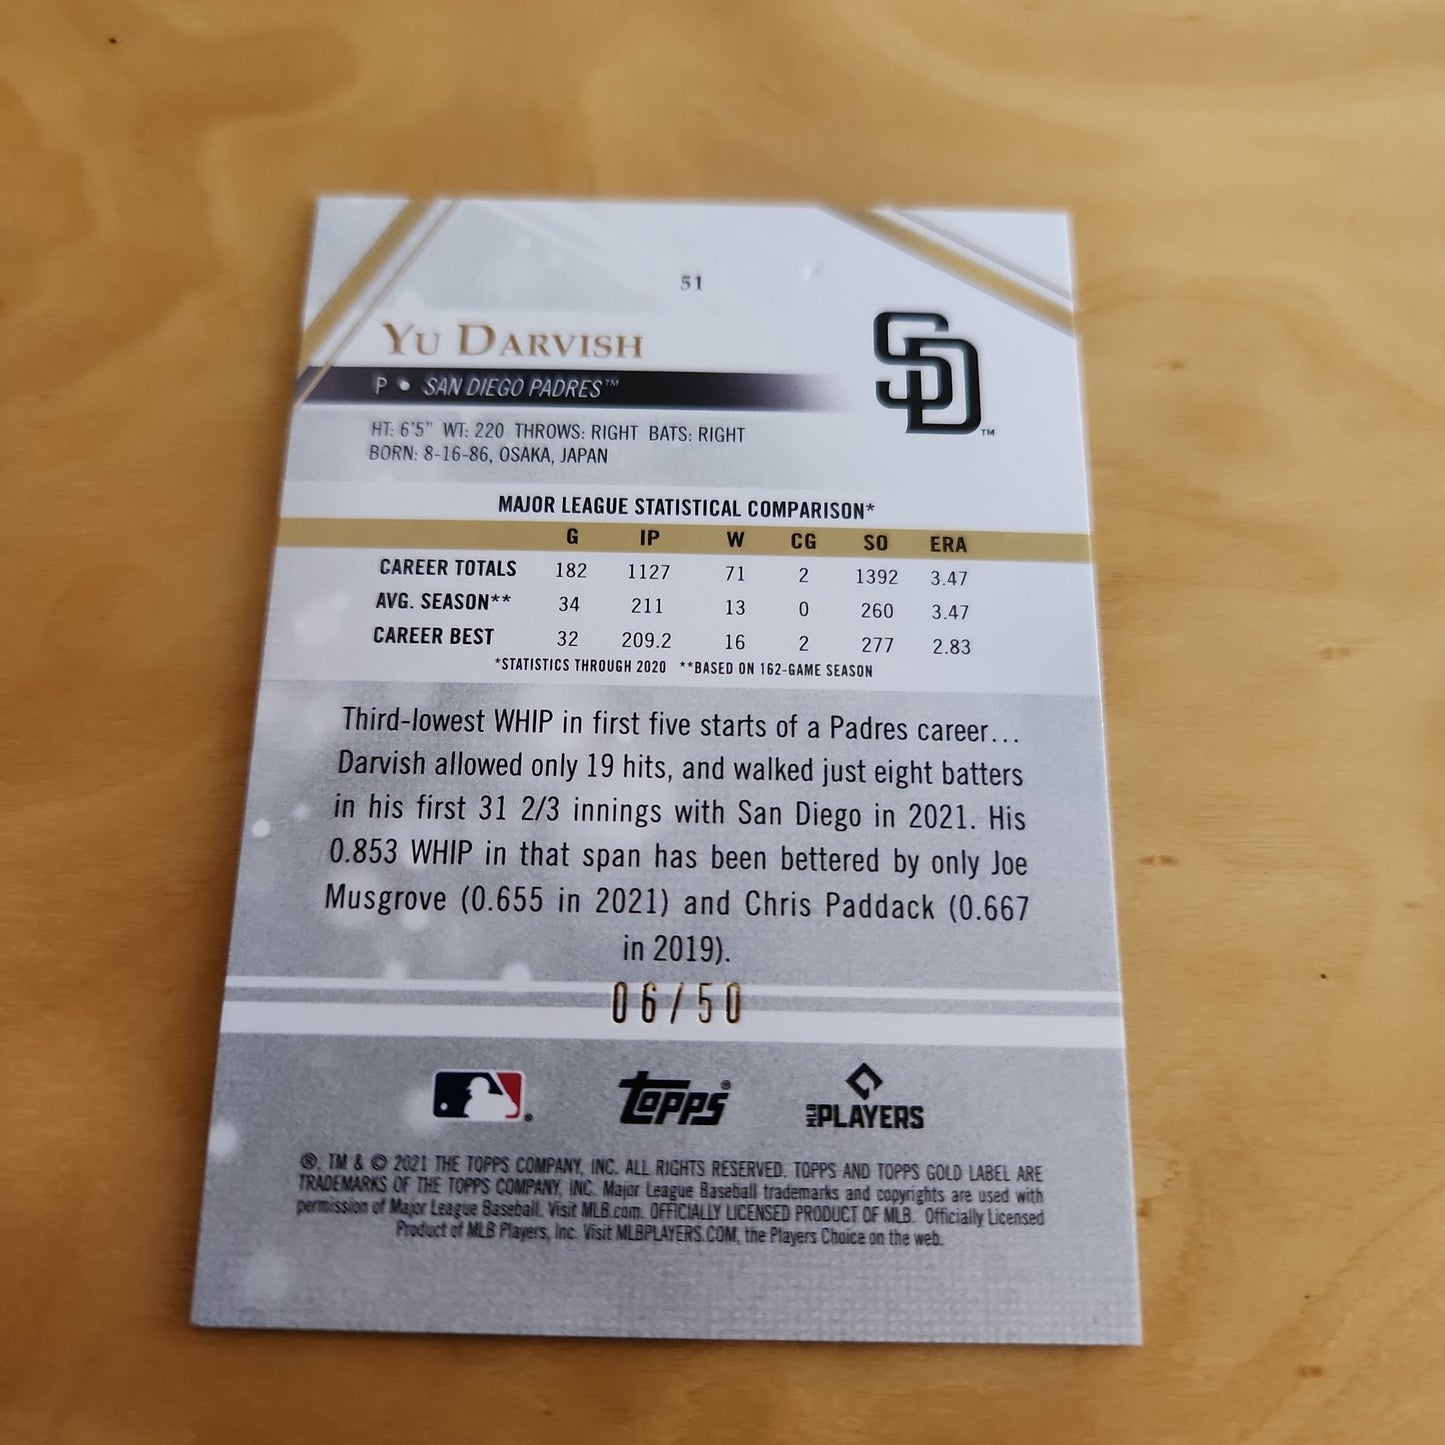 51
YU DARVISH
P • SAN DIEGO PADRES™
SD™
HT: 6'5" WT: 220 THROWS: RIGHT BATS: RIGHT
BORN: 8-16-86, OSAKA, JAPAN
MAJOR LEAGUE STATISTICAL COMPARISON*
G IP W CG SO ERA
CAREER TOTALS 182 1127 71 2 1392 3.47
AVG. SEASON** 34 211 13 0 260 3.47
CAREER BEST 32 209.2 16 2 277 2.83
*STATISTICS THROUGH 2020 **BASED ON 162-GAME SEASON
Third-lowest WHIP in first five starts of a Padres career...
Darvish allowed only 19 hits, and walked just eight batters
in his first 31 2/3 innings with San Diego in 2021. His
0.853 WHIP in that span has been bettered by only Joe
Musgrove (0.655 in 2021) and Chris Paddack (0.667
in 2019).
06/50
topps® MLB PLAYERS
®, TM & © 2021 THE TOPPS COMPANY, INC. ALL RIGHTS RESERVED. TOPPS AND TOPPS GOLD LABEL ARE
TRADEMARKS OF THE TOPPS COMPANY, INC. Major League Baseball trademarks and copyrights are used with
permission of Major League Baseball. Visit MLB.com. OFFICIALLY LICENSED PRODUCT OF MLB. Officially Licensed
Product of MLB Players, Inc. Visit MLBPLAYERS.COM, the Players Choice on the web.